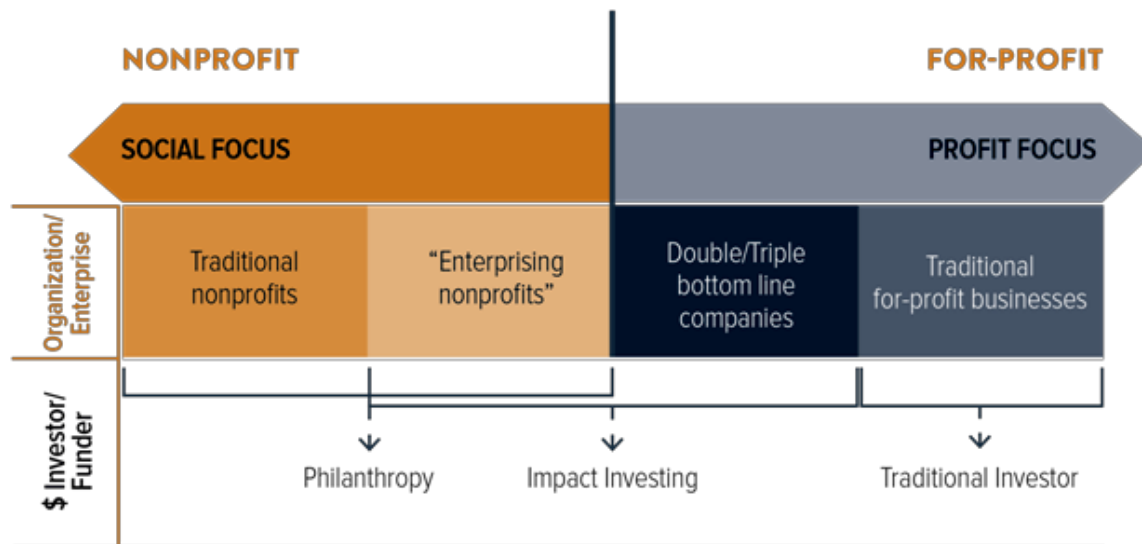 NONPROFIT
FOR-PROFIT
SOCIAL FOCUS
PROFIT FOCUS
Organization/
Enterprise
Traditional
nonprofits
“Enterprising
nonprofits”
Double/Triple
bottom line
companies
Traditional
for-profit businesses
$ Investor/
Funder
Philanthropy
Impact Investing
Traditional Investor